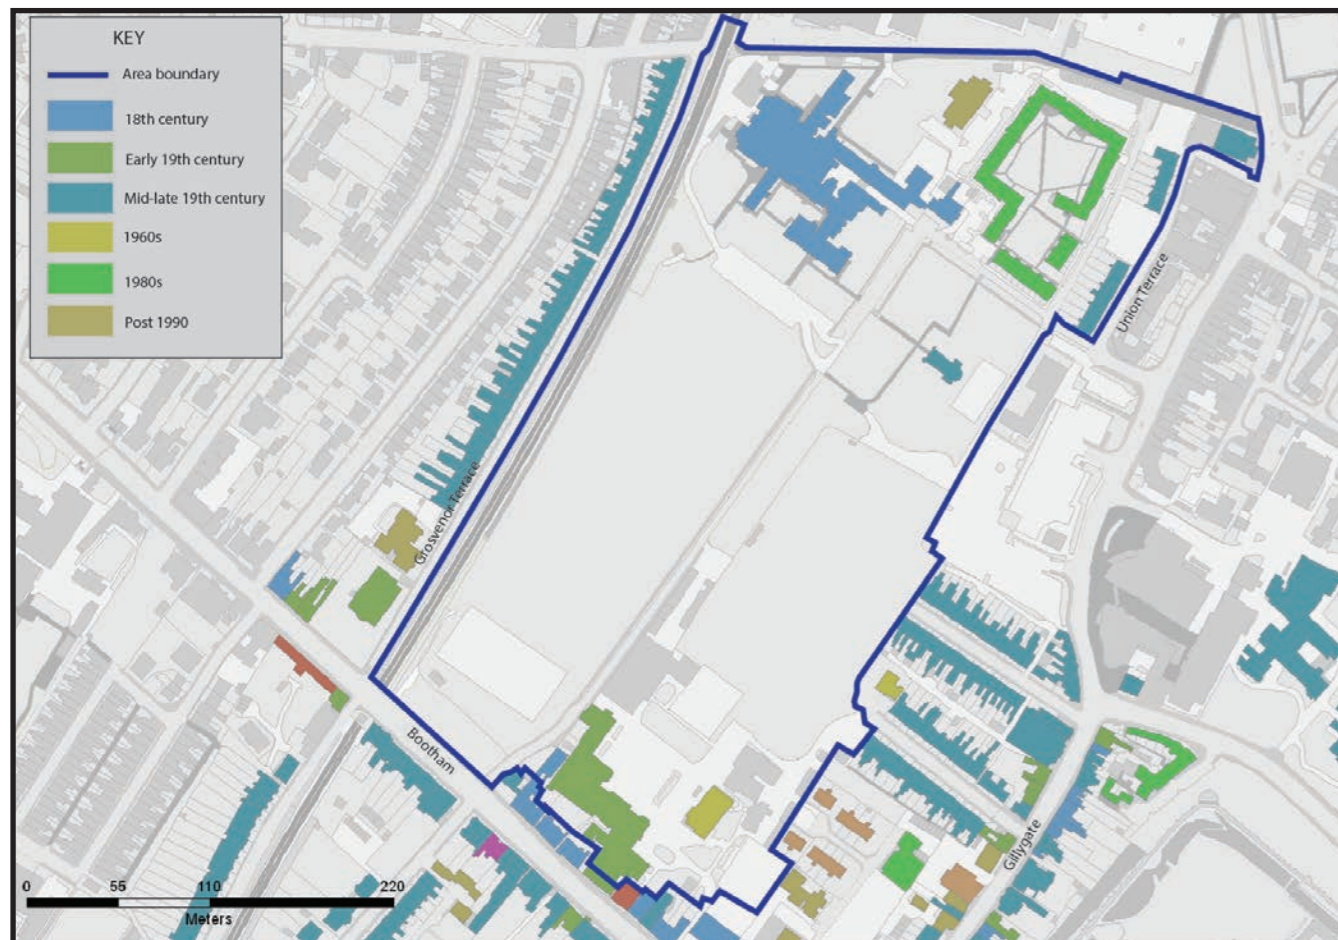 KEY
Area boundary
18th century
Early 19th century
Mid-late 19th century
1960s
1980s
Post 1990
Union Terrace
Grosvenor Terrace
Bootham
Gillygate
0 55 110 220
Meters